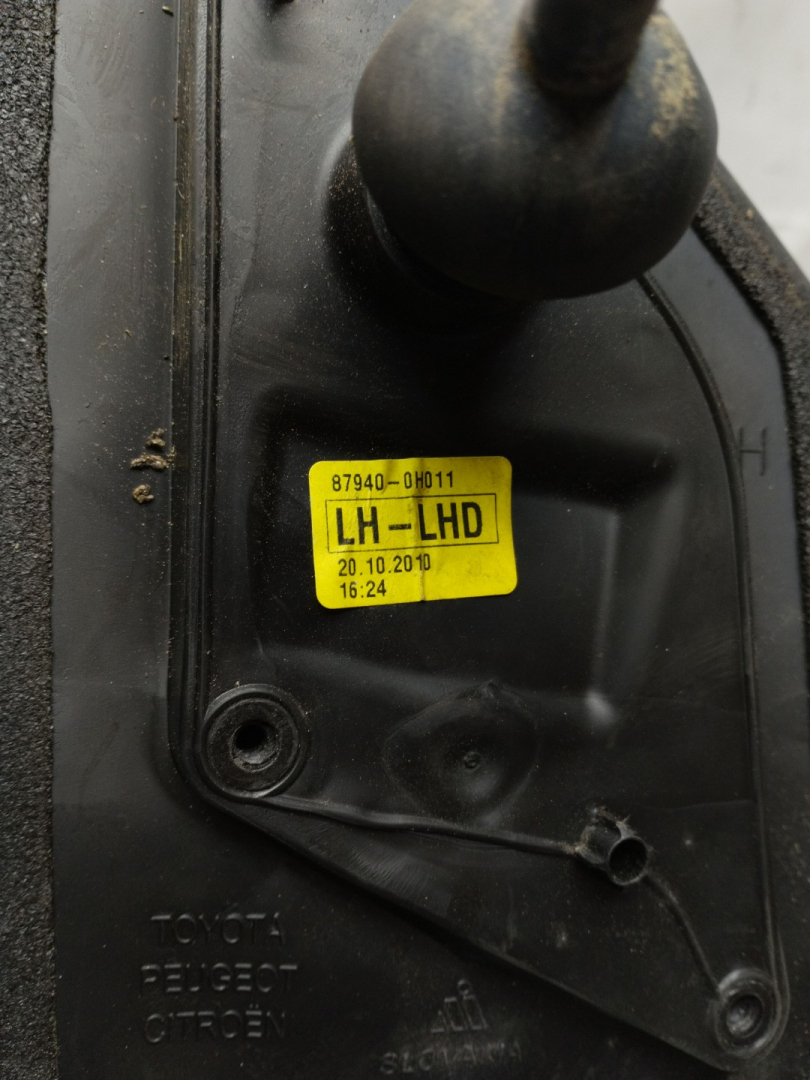 87940-0H011
LH-LHD
20.10.2010
16:24
H
TOYOTA
PEUGEOT
CITROËN
SLOVAKIA